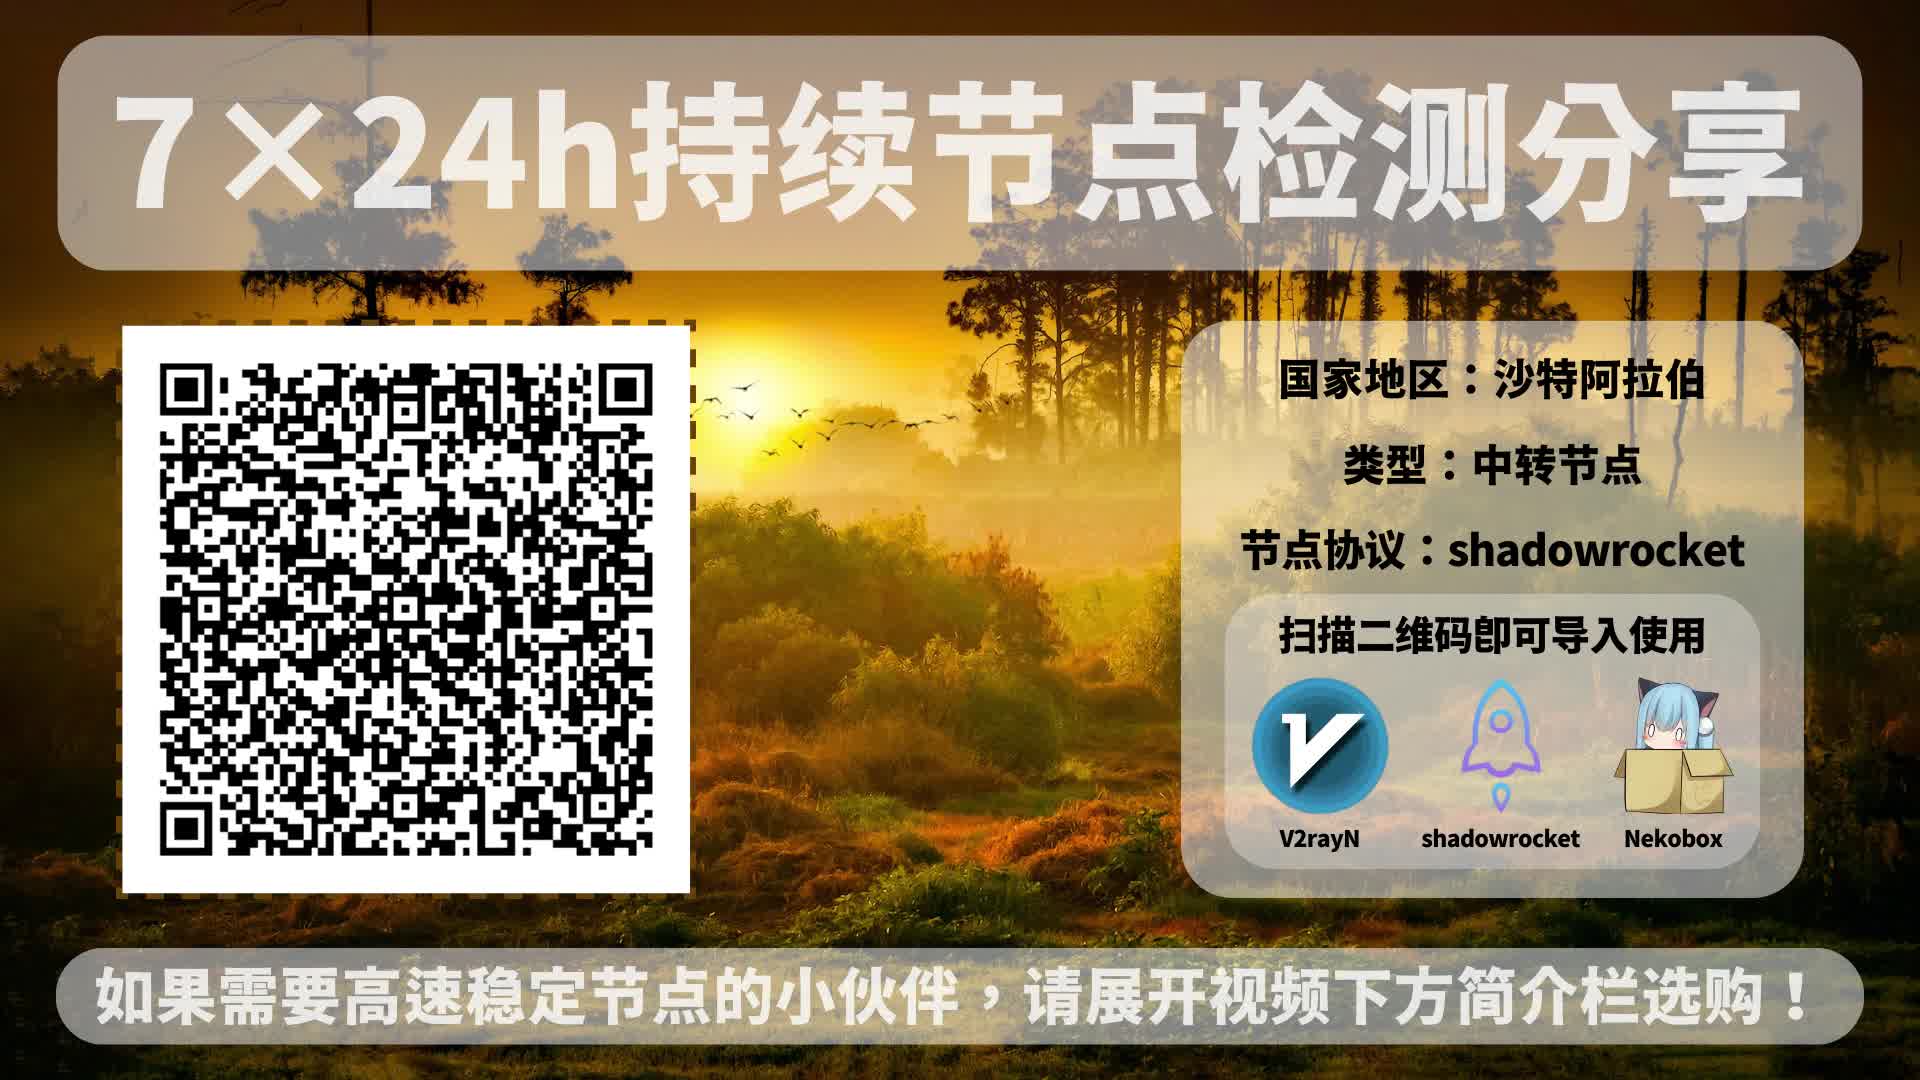 7×24h持续节点检测分享
国家地区：沙特阿拉伯
类型：中转节点
节点协议：shadowrocket
扫描二维码即可导入使用
V2rayN
shadowrocket
Nekobox
如果需要高速稳定节点的小伙伴，请展开视频下方简介栏选购！